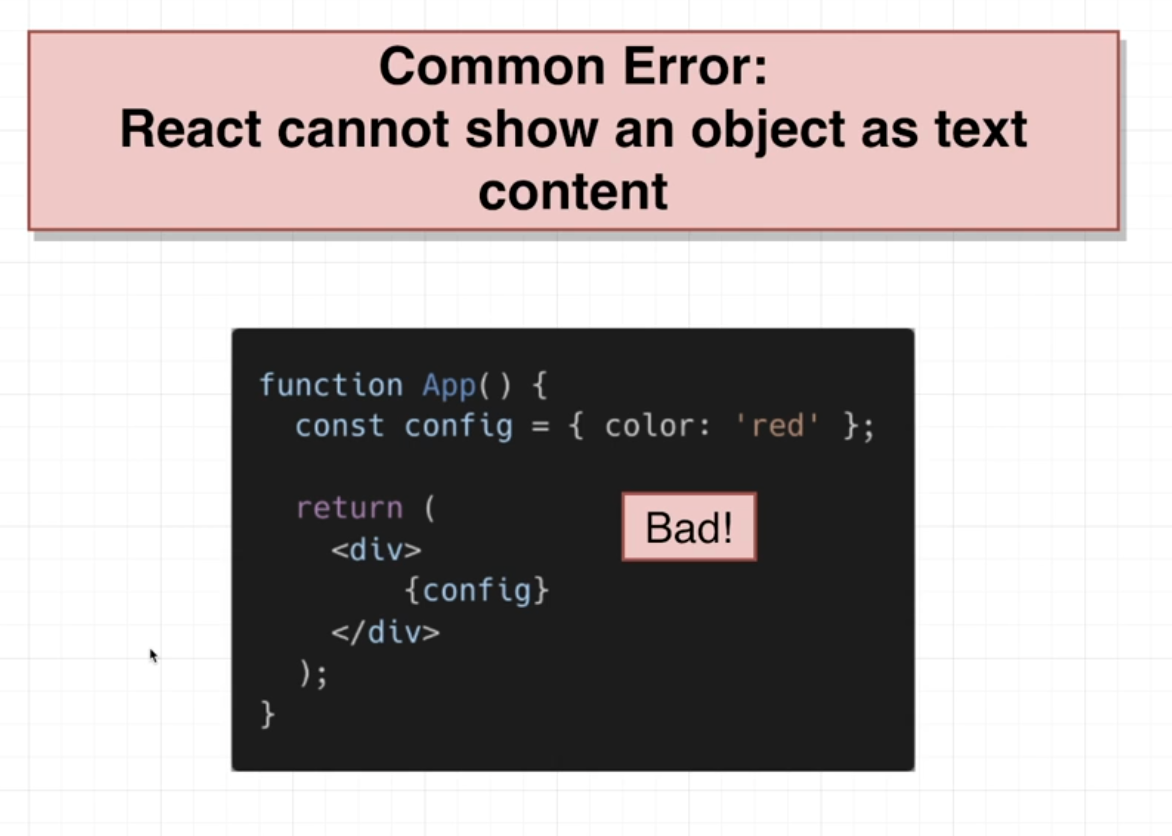 Common Error:
React cannot show an object as text
content
function App() {
const config = { color: 'red' };
return (
Bad!
<div>
{config}
</div>
);
}